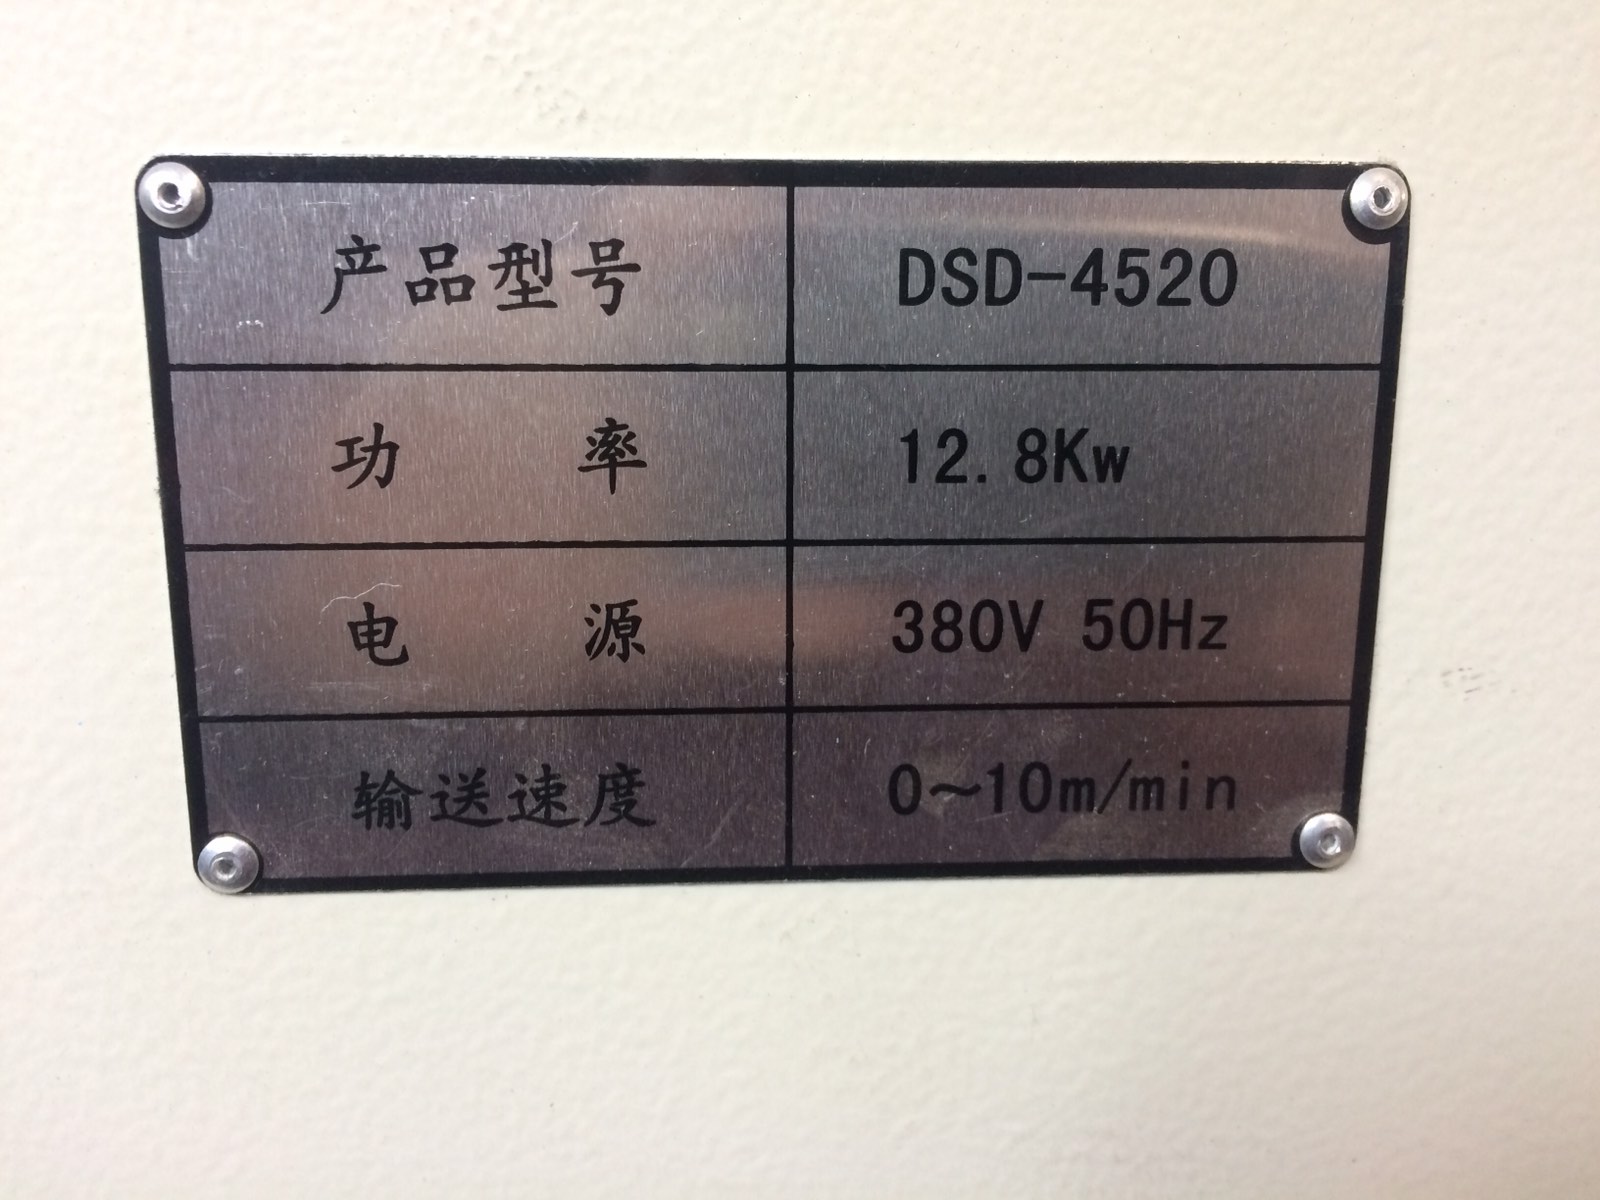 产品型号 DSD-4520
功 率 12.8Kw
电 源 380V 50Hz
输送速度 0～10m/min